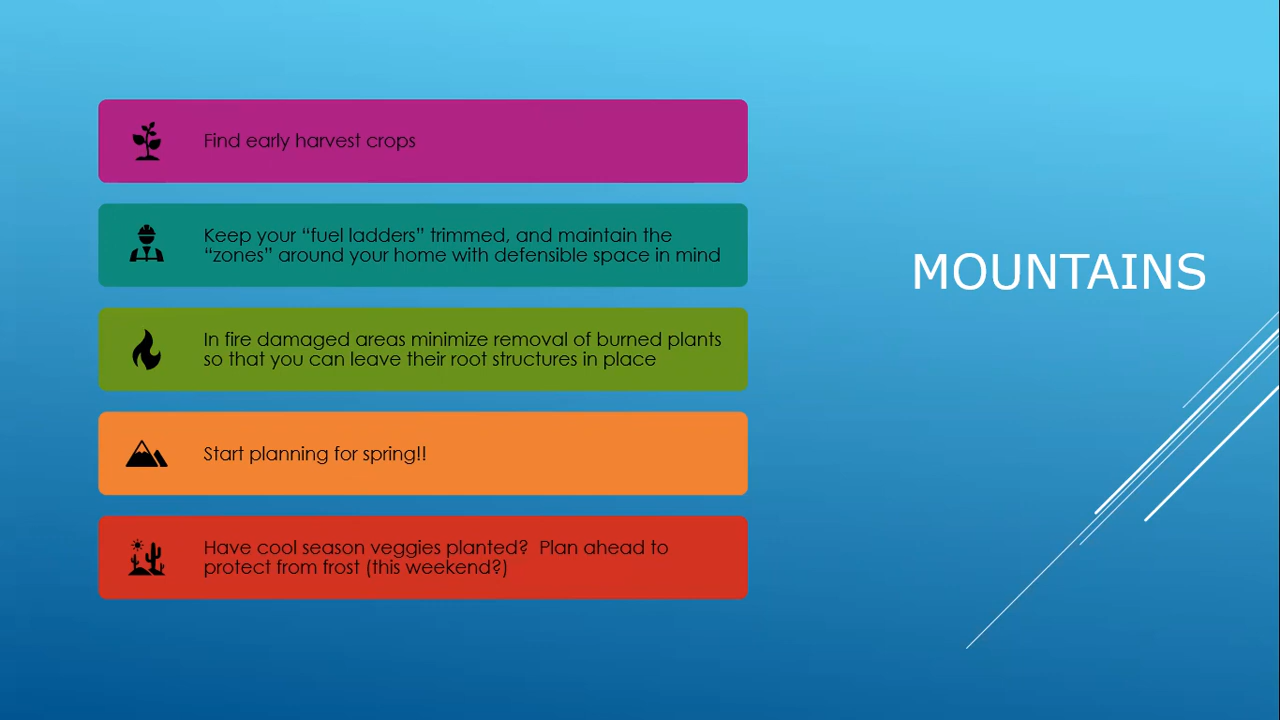 Find early harvest crops
Keep your “fuel ladders” trimmed, and maintain the
“zones” around your home with defensible space in mind
In fire damaged areas minimize removal of burned plants
so that you can leave their root structures in place
Start planning for spring!!
Have cool season veggies planted?  Plan ahead to
protect from frost (this weekend?)
MOUNTAINS